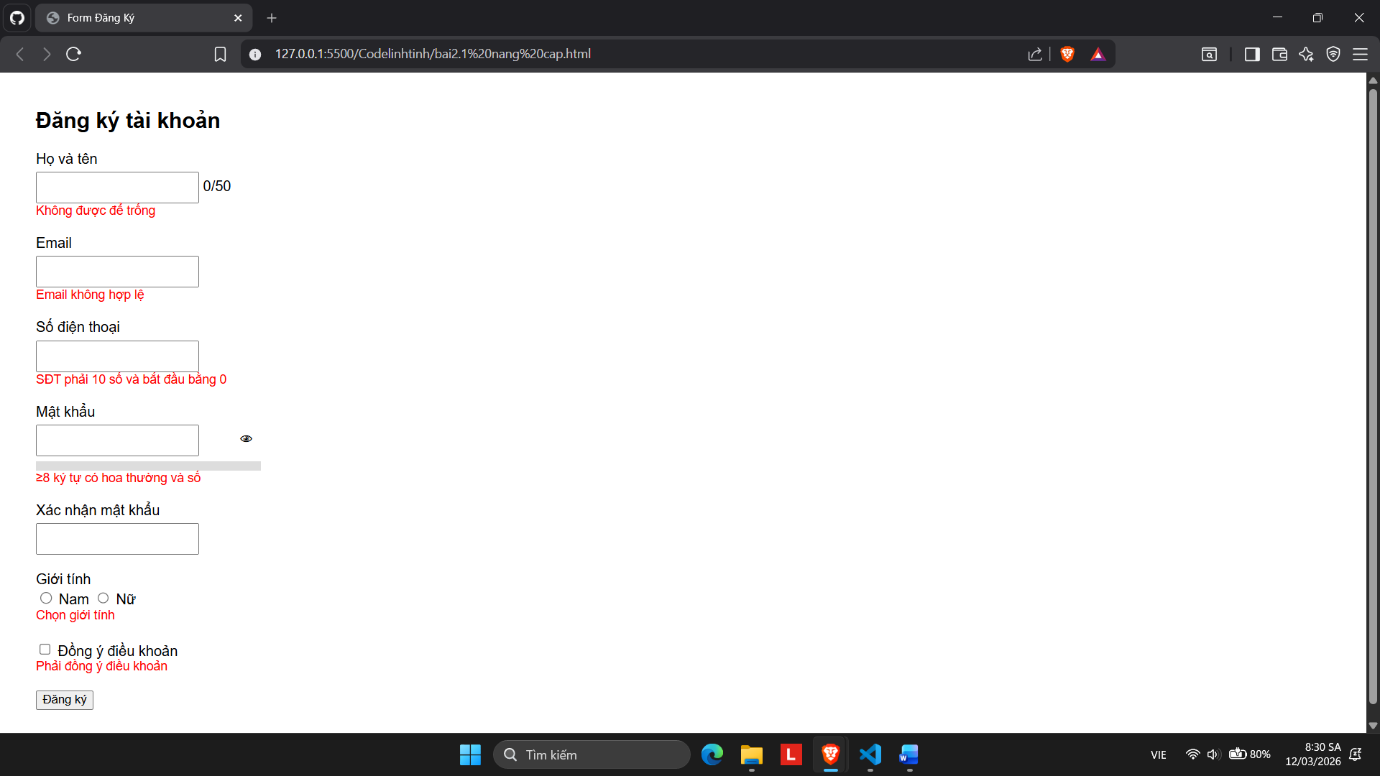 Form Đăng Ký
127.0.0.1:5500/Codelinhtinh/bai2.1%20nang%20cap.html
Đăng ký tài khoản
Họ và tên
0/50
Không được để trống
Email
Email không hợp lệ
Số điện thoại
SĐT phải 10 số và bắt đầu bằng 0
Mật khẩu
≥8 ký tự có hoa thường và số
Xác nhận mật khẩu
Giới tính
Nam Nữ
Chọn giới tính
Đồng ý điều khoản
Phải đồng ý điều khoản
Đăng ký
Tìm kiếm
L
W
VIE
80%
8:30 SA
12/03/2026